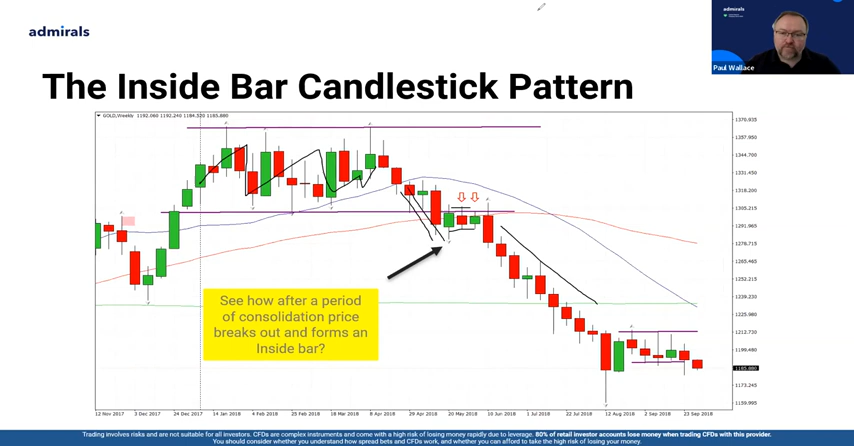 admirals
admirals
Paul Wallace
The Inside Bar Candlestick Pattern
GOLD,Weekly 1192.060 1192.240 1184.520 1185.880
1370.935
1357.950
1344.700
1331.450
1318.200
1305.215
1291.965
1278.715
1265.465
1252.215
1239.230
1225.980
1212.730
1199.480
1185.880
1173.245
1159.995
See how after a period
of consolidation price
breaks out and forms an
Inside bar?
12 Nov 2017 3 Dec 2017 24 Dec 2017 14 Jan 2018 4 Feb 2018 25 Feb 2018 18 Mar 2018 8 Apr 2018 29 Apr 2018 20 May 2018 10 Jun 2018 1 Jul 2018 22 Jul 2018 12 Aug 2018 2 Sep 2018 23 Sep 2018
Trading involves risks and are not suitable for all investors. CFDs are complex instruments and come with a high risk of losing money rapidly due to leverage. 80% of retail investor accounts lose money when trading CFDs with this provider.
You should consider whether you understand how spread bets and CFDs work, and whether you can afford to take the high risk of losing your money.